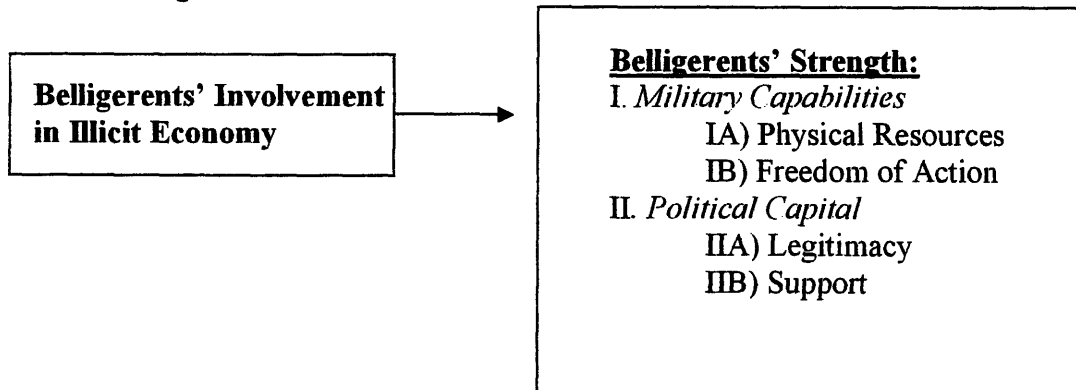 Belligerents' Involvement
in Illicit Economy
Belligerents' Strength:
I. Military Capabilities
IA) Physical Resources
IB) Freedom of Action
II. Political Capital
IIA) Legitimacy
IIB) Support